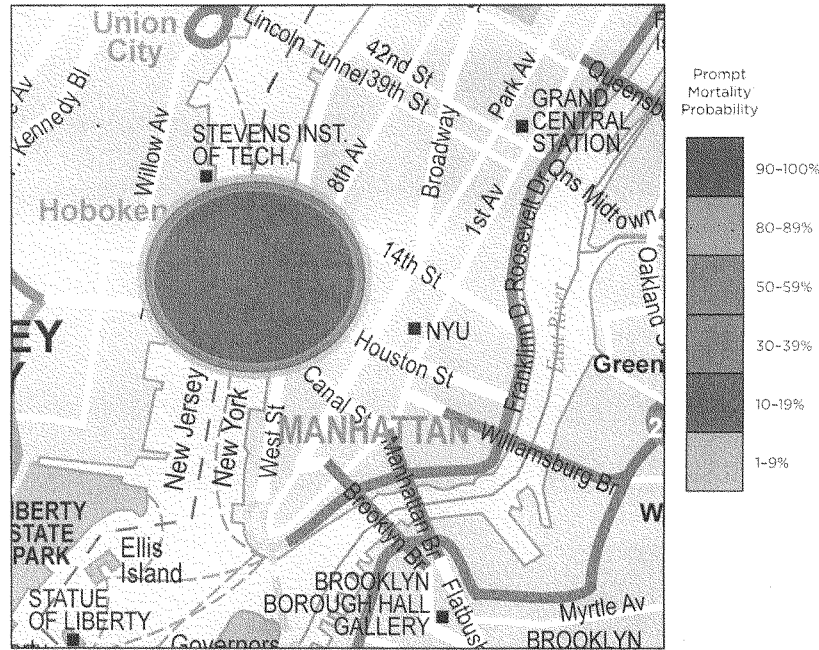 Union
City
Lincoln Tunnel/39th St
42nd St
Park Av
Queensb
Kennedy Bl
Willow Av
STEVENS INST.
OF TECH.
8th Av
Broadway
GRAND
CENTRAL
STATION
1st Av
Hoboken
Qns Midtown
14th St
Franklin D. Roosevelt Dr
East River
Oakland S
EY
Y
NYU
Houston St
Green
Canal St
New Jersey
New York
West St
MANHATTAN
Williamsburg Br
2
Manhattan Br
Brooklyn Br
W
IBERTY
STATE
PARK
Ellis
Island
STATUE
OF LIBERTY
BROOKLYN
BOROUGH HALL
GALLERY
Flatbush
Myrtle Av
BROOKLYN
Governors
Prompt
Mortality
Probability
90-100%
80-89%
50-59%
30-39%
10-19%
1-9%